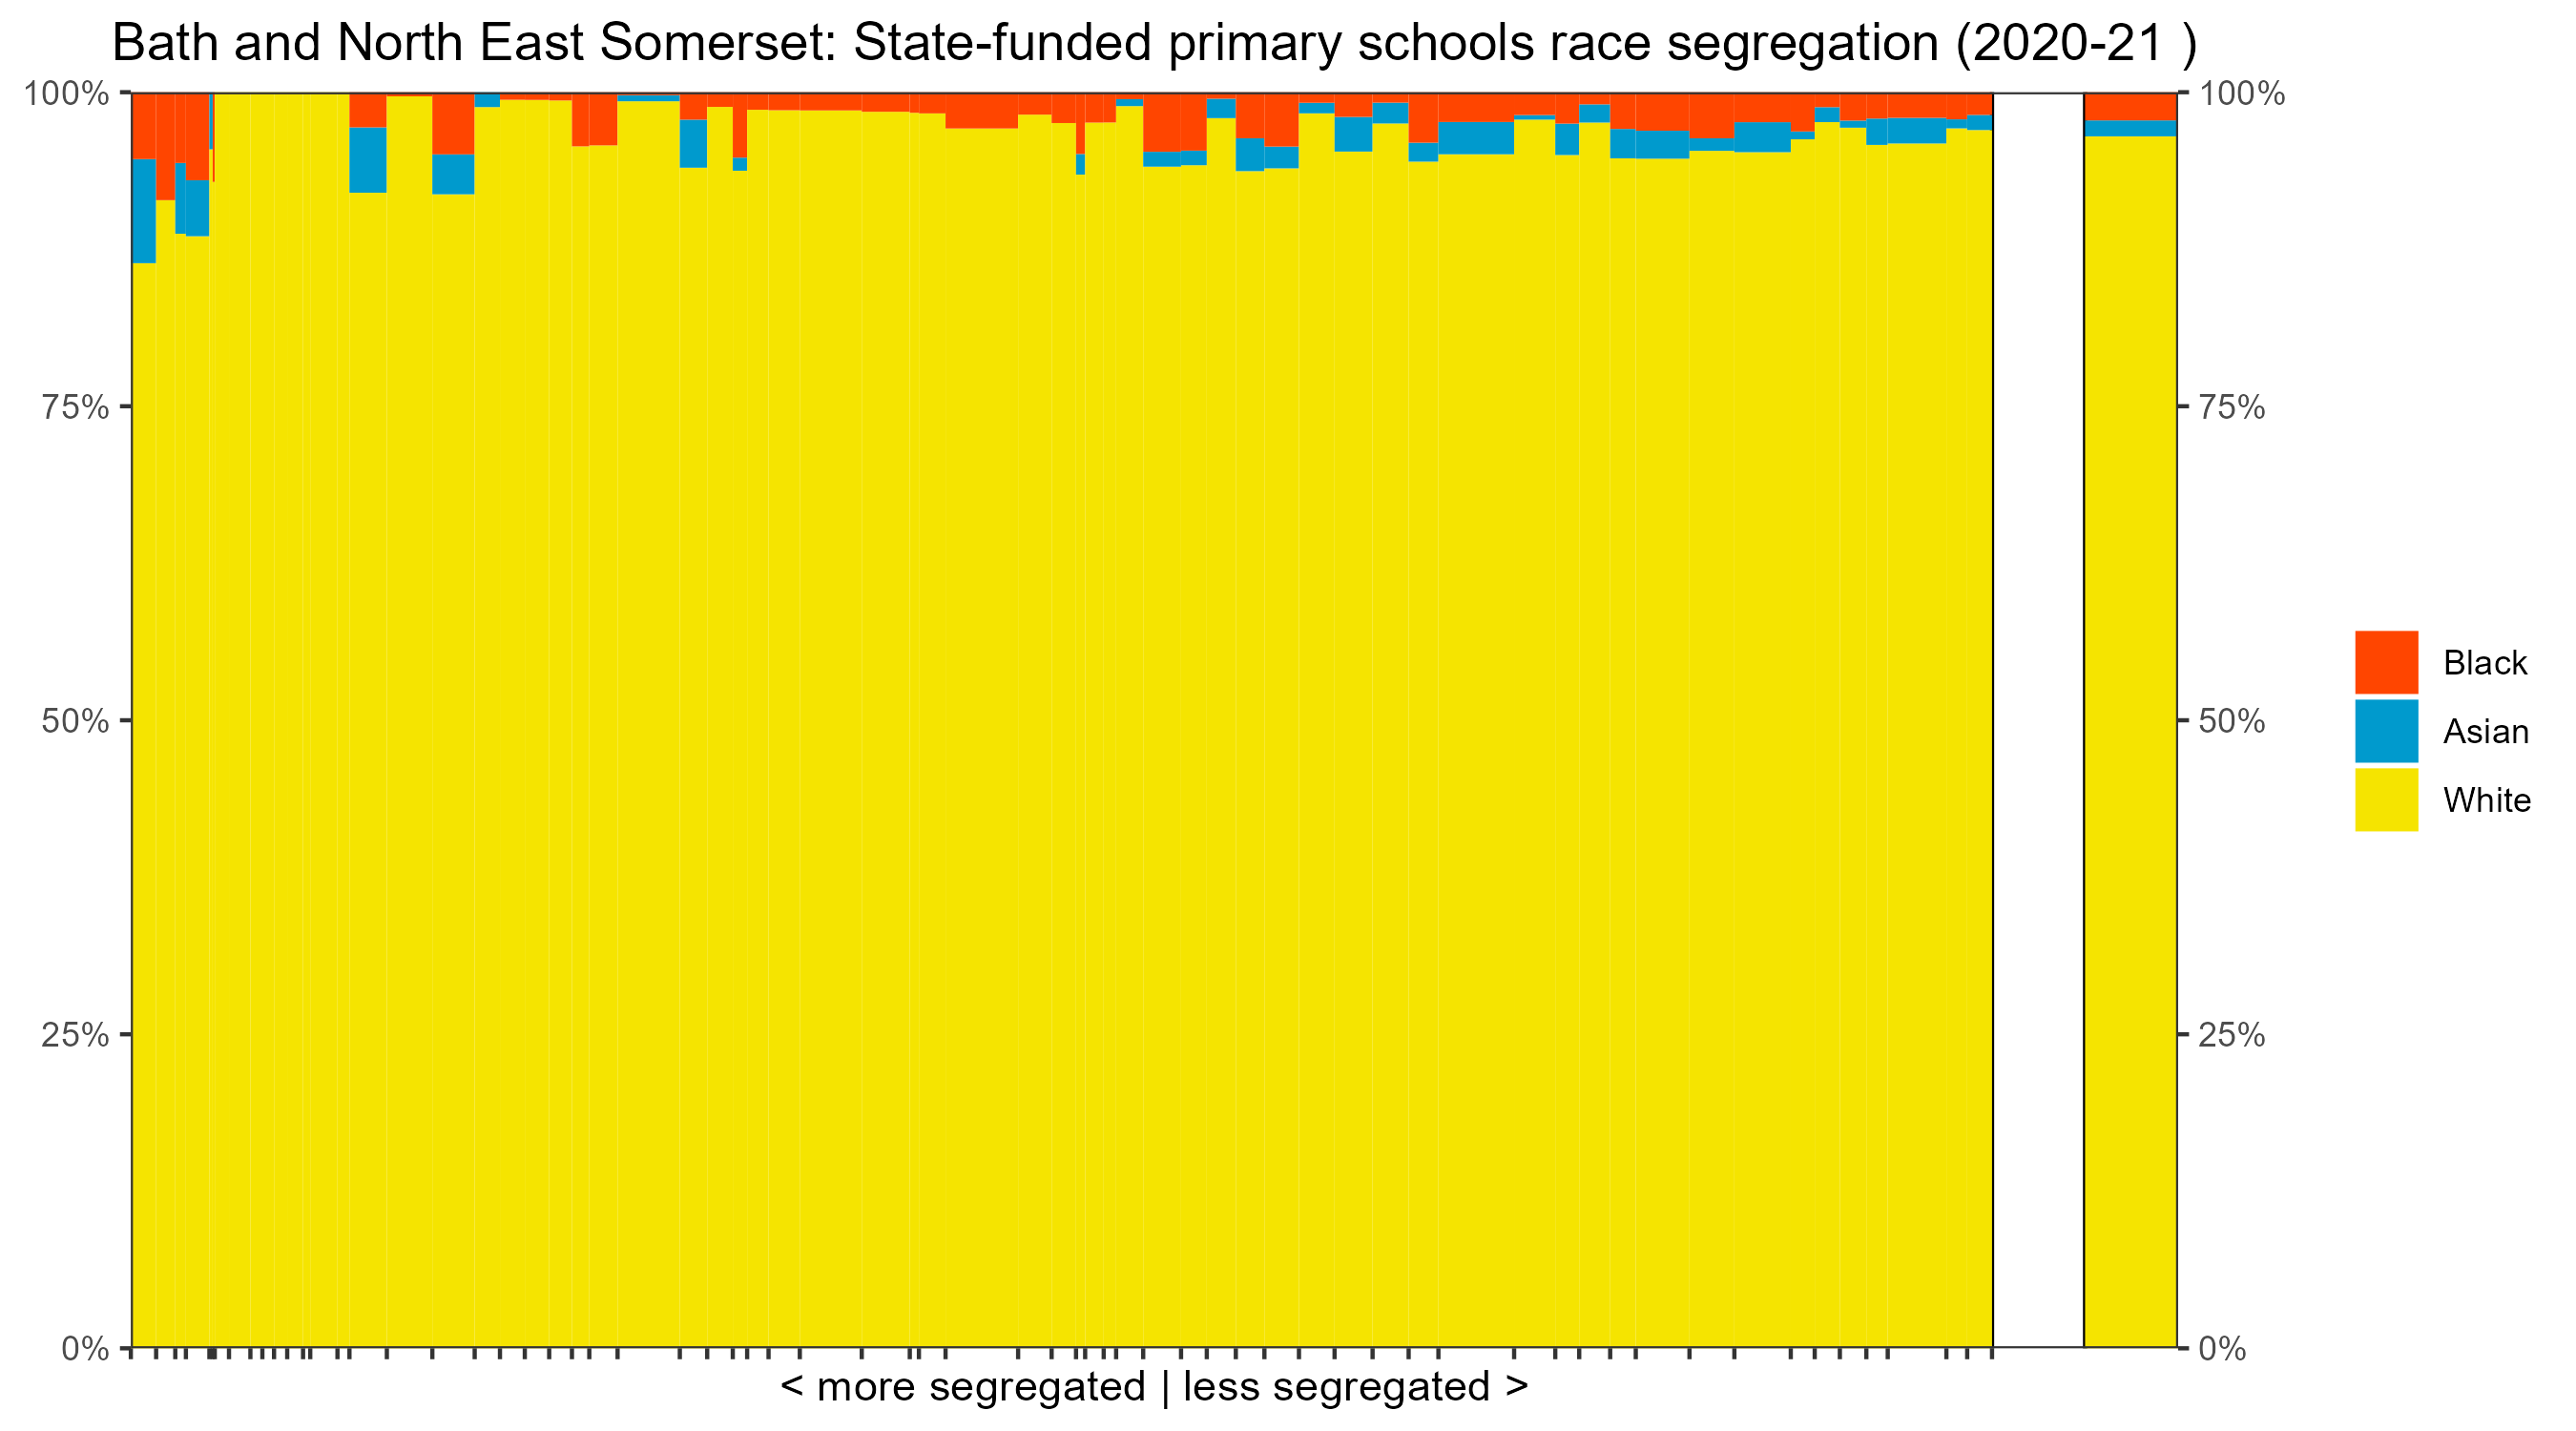 Bath and North East Somerset: State-funded primary schools race segregation (2020-21 )
100%
100%
75%
75%
50%
50%
25%
25%
0%
0%
Black
Asian
White
< more segregated | less segregated >